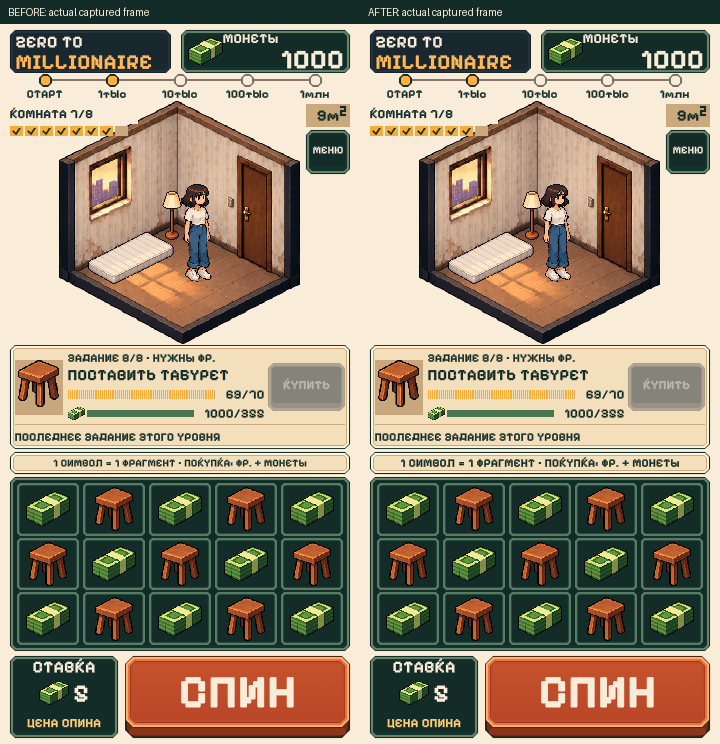 BEFORE: actual captured frame
ZERO TO
MILLIONAIRE
МОНЕТЫ
1000
СТАРТ 1тыс 10тыс 100тыс 1млн
КОМНАТА 7/8
9м²
МЕНЮ
ЗАДАНИЕ 8/8 · НУЖНЫ ФР.
ПОСТАВИТЬ ТАБУРЕТ
69/70
КУПИТЬ
1000/355
ПОСЛЕДНЕЕ ЗАДАНИЕ ЭТОГО УРОВНЯ
1 СИМВОЛ = 1 ФРАГМЕНТ · ПОКУПКА: ФР. + МОНЕТЫ
СТАВКА
5
ЦЕНА СПИНА
СПИН
AFTER: actual captured frame
ZERO TO
MILLIONAIRE
МОНЕТЫ
1000
СТАРТ 1тыс 10тыс 100тыс 1млн
КОМНАТА 7/8
9м²
МЕНЮ
ЗАДАНИЕ 8/8 · НУЖНЫ ФР.
ПОСТАВИТЬ ТАБУРЕТ
69/70
КУПИТЬ
1000/355
ПОСЛЕДНЕЕ ЗАДАНИЕ ЭТОГО УРОВНЯ
1 СИМВОЛ = 1 ФРАГМЕНТ · ПОКУПКА: ФР. + МОНЕТЫ
СТАВКА
5
ЦЕНА СПИНА
СПИН